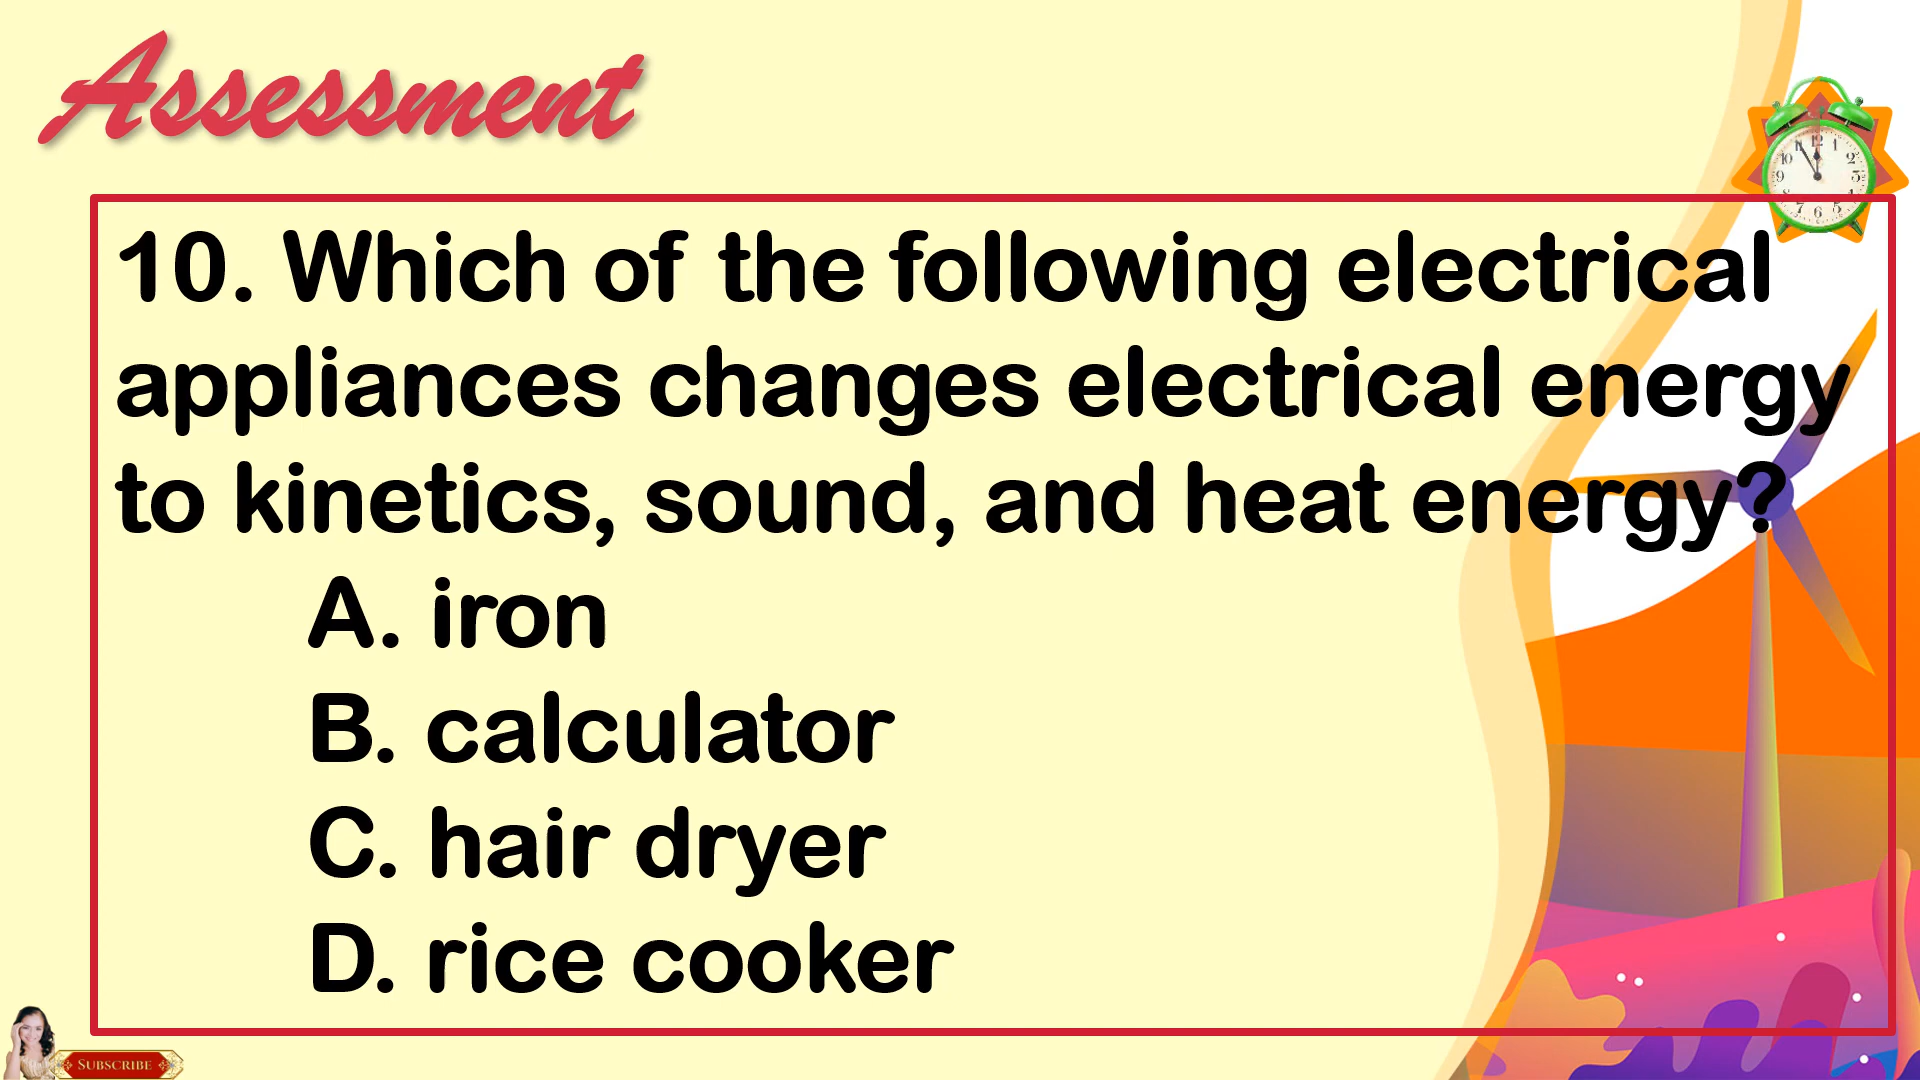 Assessment
10. Which of the following electrical
appliances changes electrical energy
to kinetics, sound, and heat energy?
A. iron
B. calculator
C. hair dryer
D. rice cooker
SUBSCRIBE